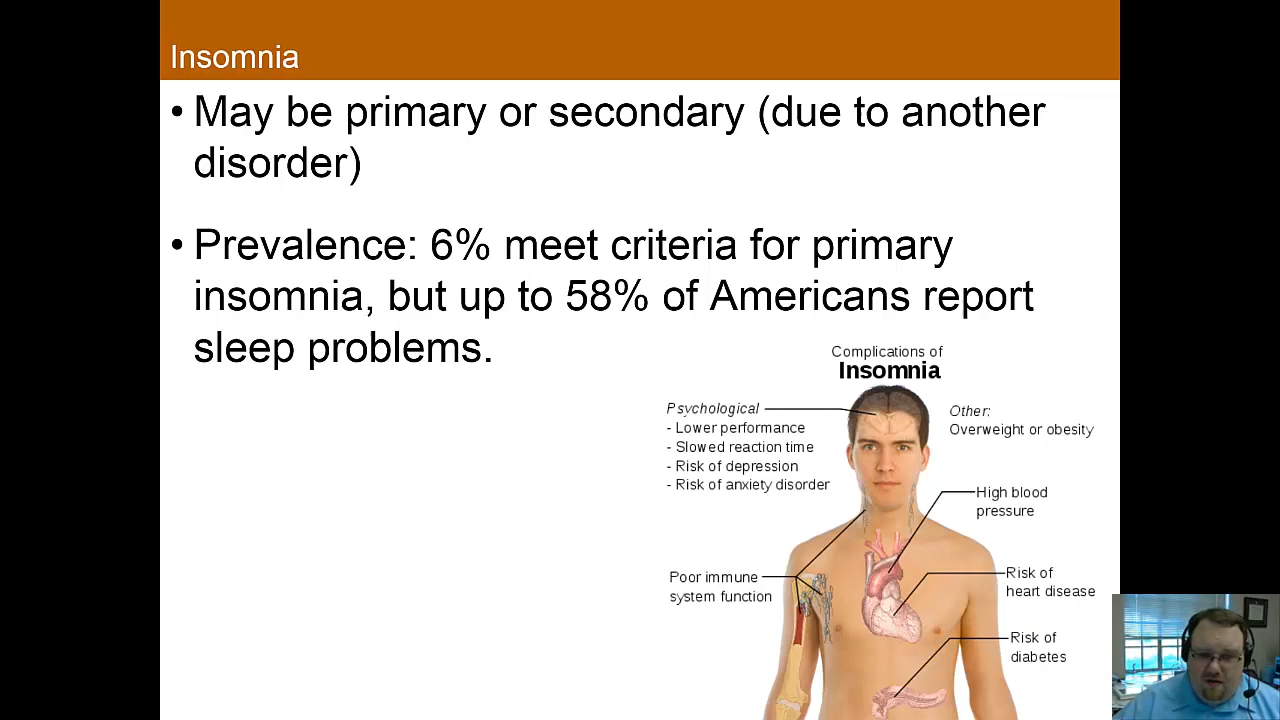 Insomnia
• May be primary or secondary (due to another
disorder)
• Prevalence: 6% meet criteria for primary
insomnia, but up to 58% of Americans report
sleep problems.
Complications of
Insomnia
Psychological
- Lower performance
- Slowed reaction time
- Risk of depression
- Risk of anxiety disorder
Other:
Overweight or obesity
High blood
pressure
Poor immune
system function
Risk of
heart disease
Risk of
diabetes